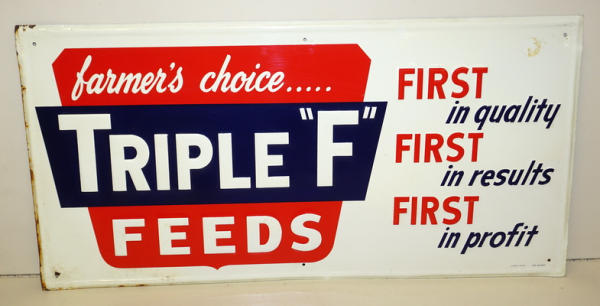 farmer's choice.....
TRIPLE "F"
FEEDS
FIRST
in quality
FIRST
in results
FIRST
in profit